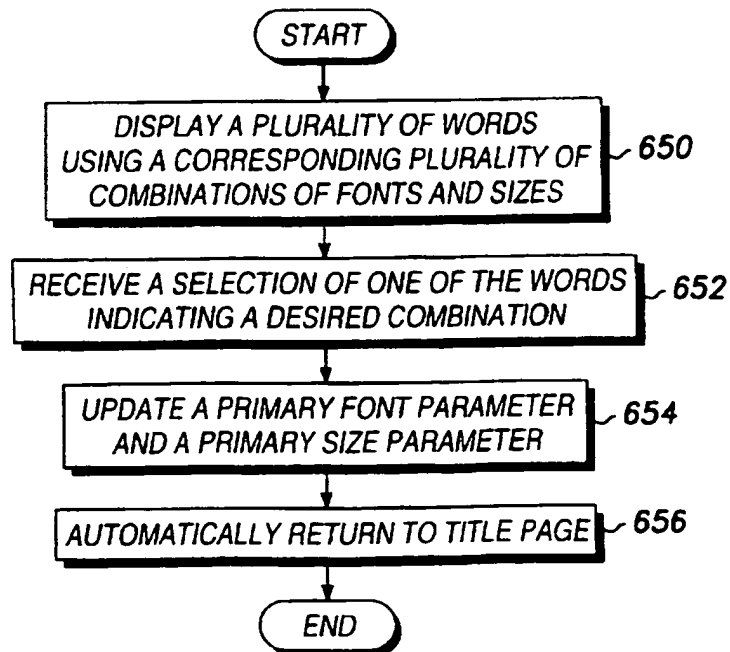 START
DISPLAY A PLURALITY OF WORDS
USING A CORRESPONDING PLURALITY OF
COMBINATIONS OF FONTS AND SIZES
650
RECEIVE A SELECTION OF ONE OF THE WORDS
INDICATING A DESIRED COMBINATION
652
UPDATE A PRIMARY FONT PARAMETER
AND A PRIMARY SIZE PARAMETER
654
AUTOMATICALLY RETURN TO TITLE PAGE
656
END